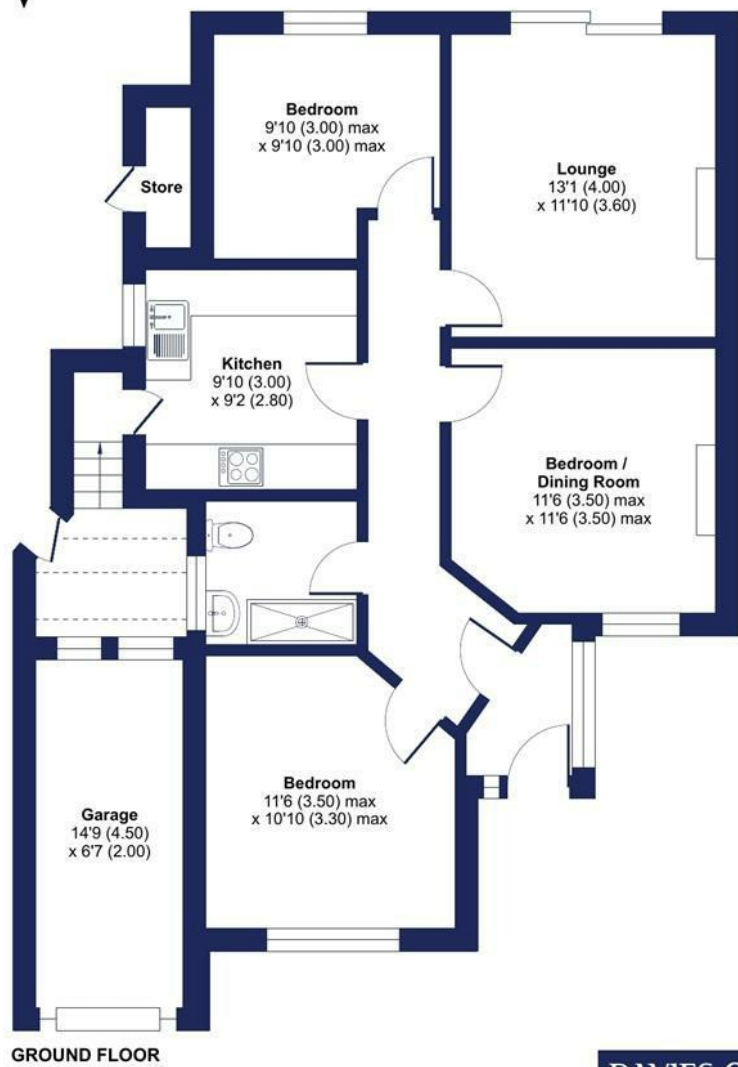 Bedroom
9'10 (3.00) max
x 9'10 (3.00) max
Store
Lounge
13'1 (4.00)
x 11'10 (3.60)
Kitchen
9'10 (3.00)
x 9'2 (2.80)
Bedroom /
Dining Room
11'6 (3.50) max
x 11'6 (3.50) max
Bedroom
11'6 (3.50) max
x 10'10 (3.30) max
Garage
14'9 (4.50)
x 6'7 (2.00)
GROUND FLOOR
DAVIES